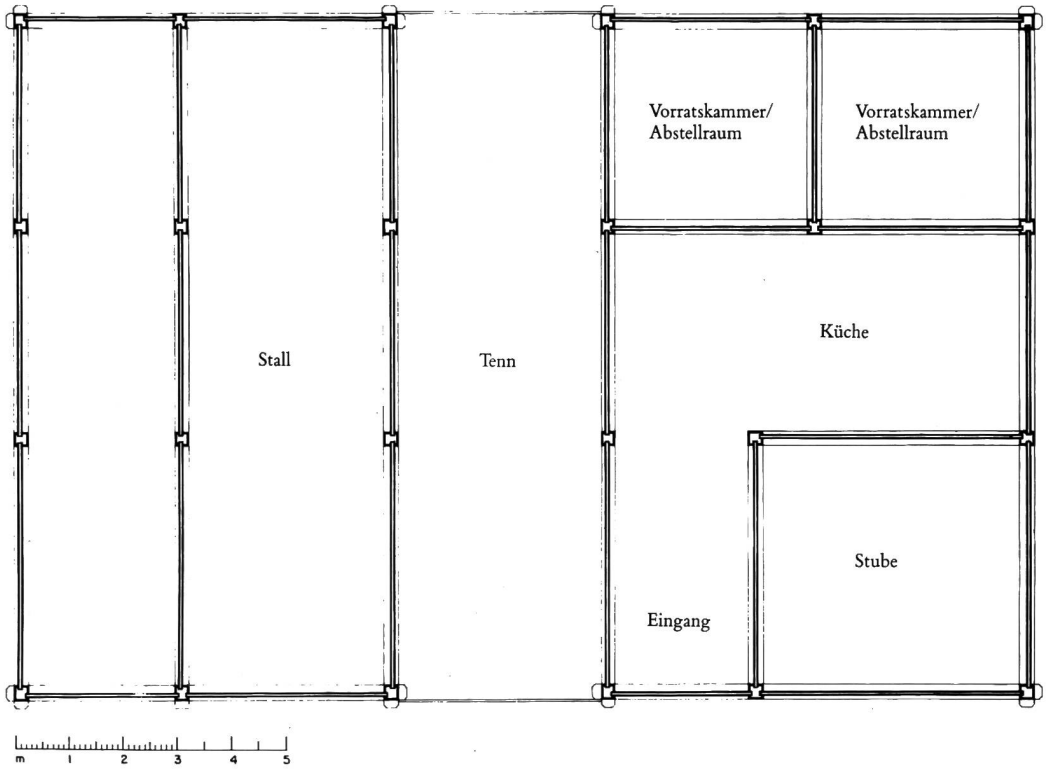 Vorratskammer/
Abstellraum
Vorratskammer/
Abstellraum
Küche
Stall
Tenn
Stube
Eingang
m 1 2 3 4 5